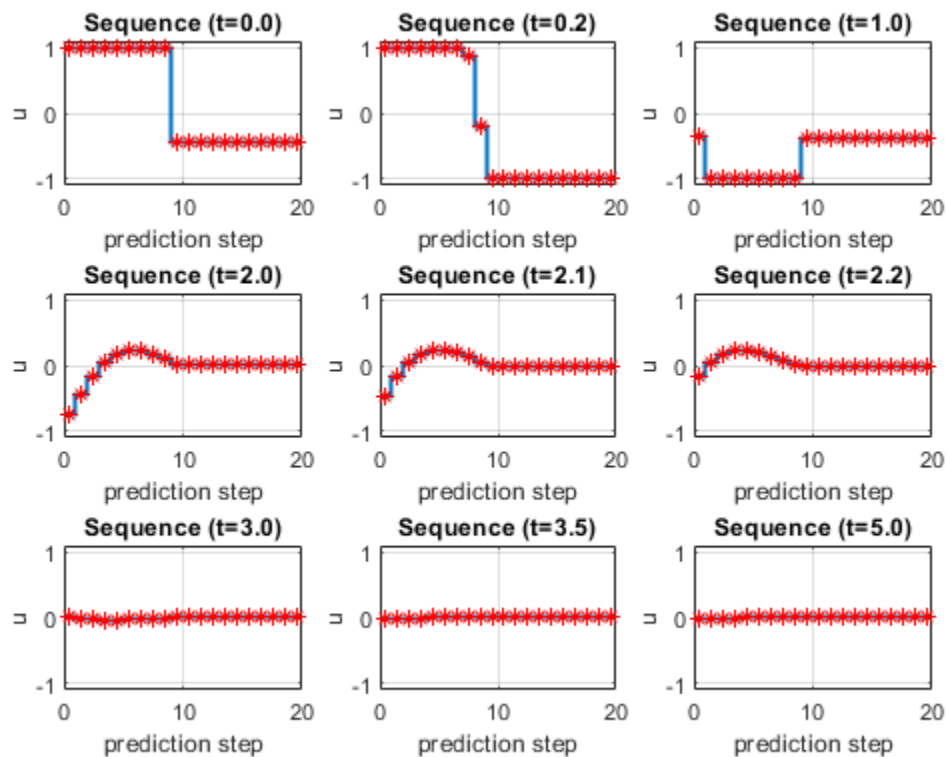 Sequence (t=0.0)
1
0
-1
u
0 10 20
prediction step
Sequence (t=0.2)
1
0
-1
u
0 10 20
prediction step
Sequence (t=1.0)
1
0
-1
u
0 10 20
prediction step
Sequence (t=2.0)
1
0
-1
u
0 10 20
prediction step
Sequence (t=2.1)
1
0
-1
u
0 10 20
prediction step
Sequence (t=2.2)
1
0
-1
u
0 10 20
prediction step
Sequence (t=3.0)
1
0
-1
u
0 10 20
prediction step
Sequence (t=3.5)
1
0
-1
u
0 10 20
prediction step
Sequence (t=5.0)
1
0
-1
u
0 10 20
prediction step